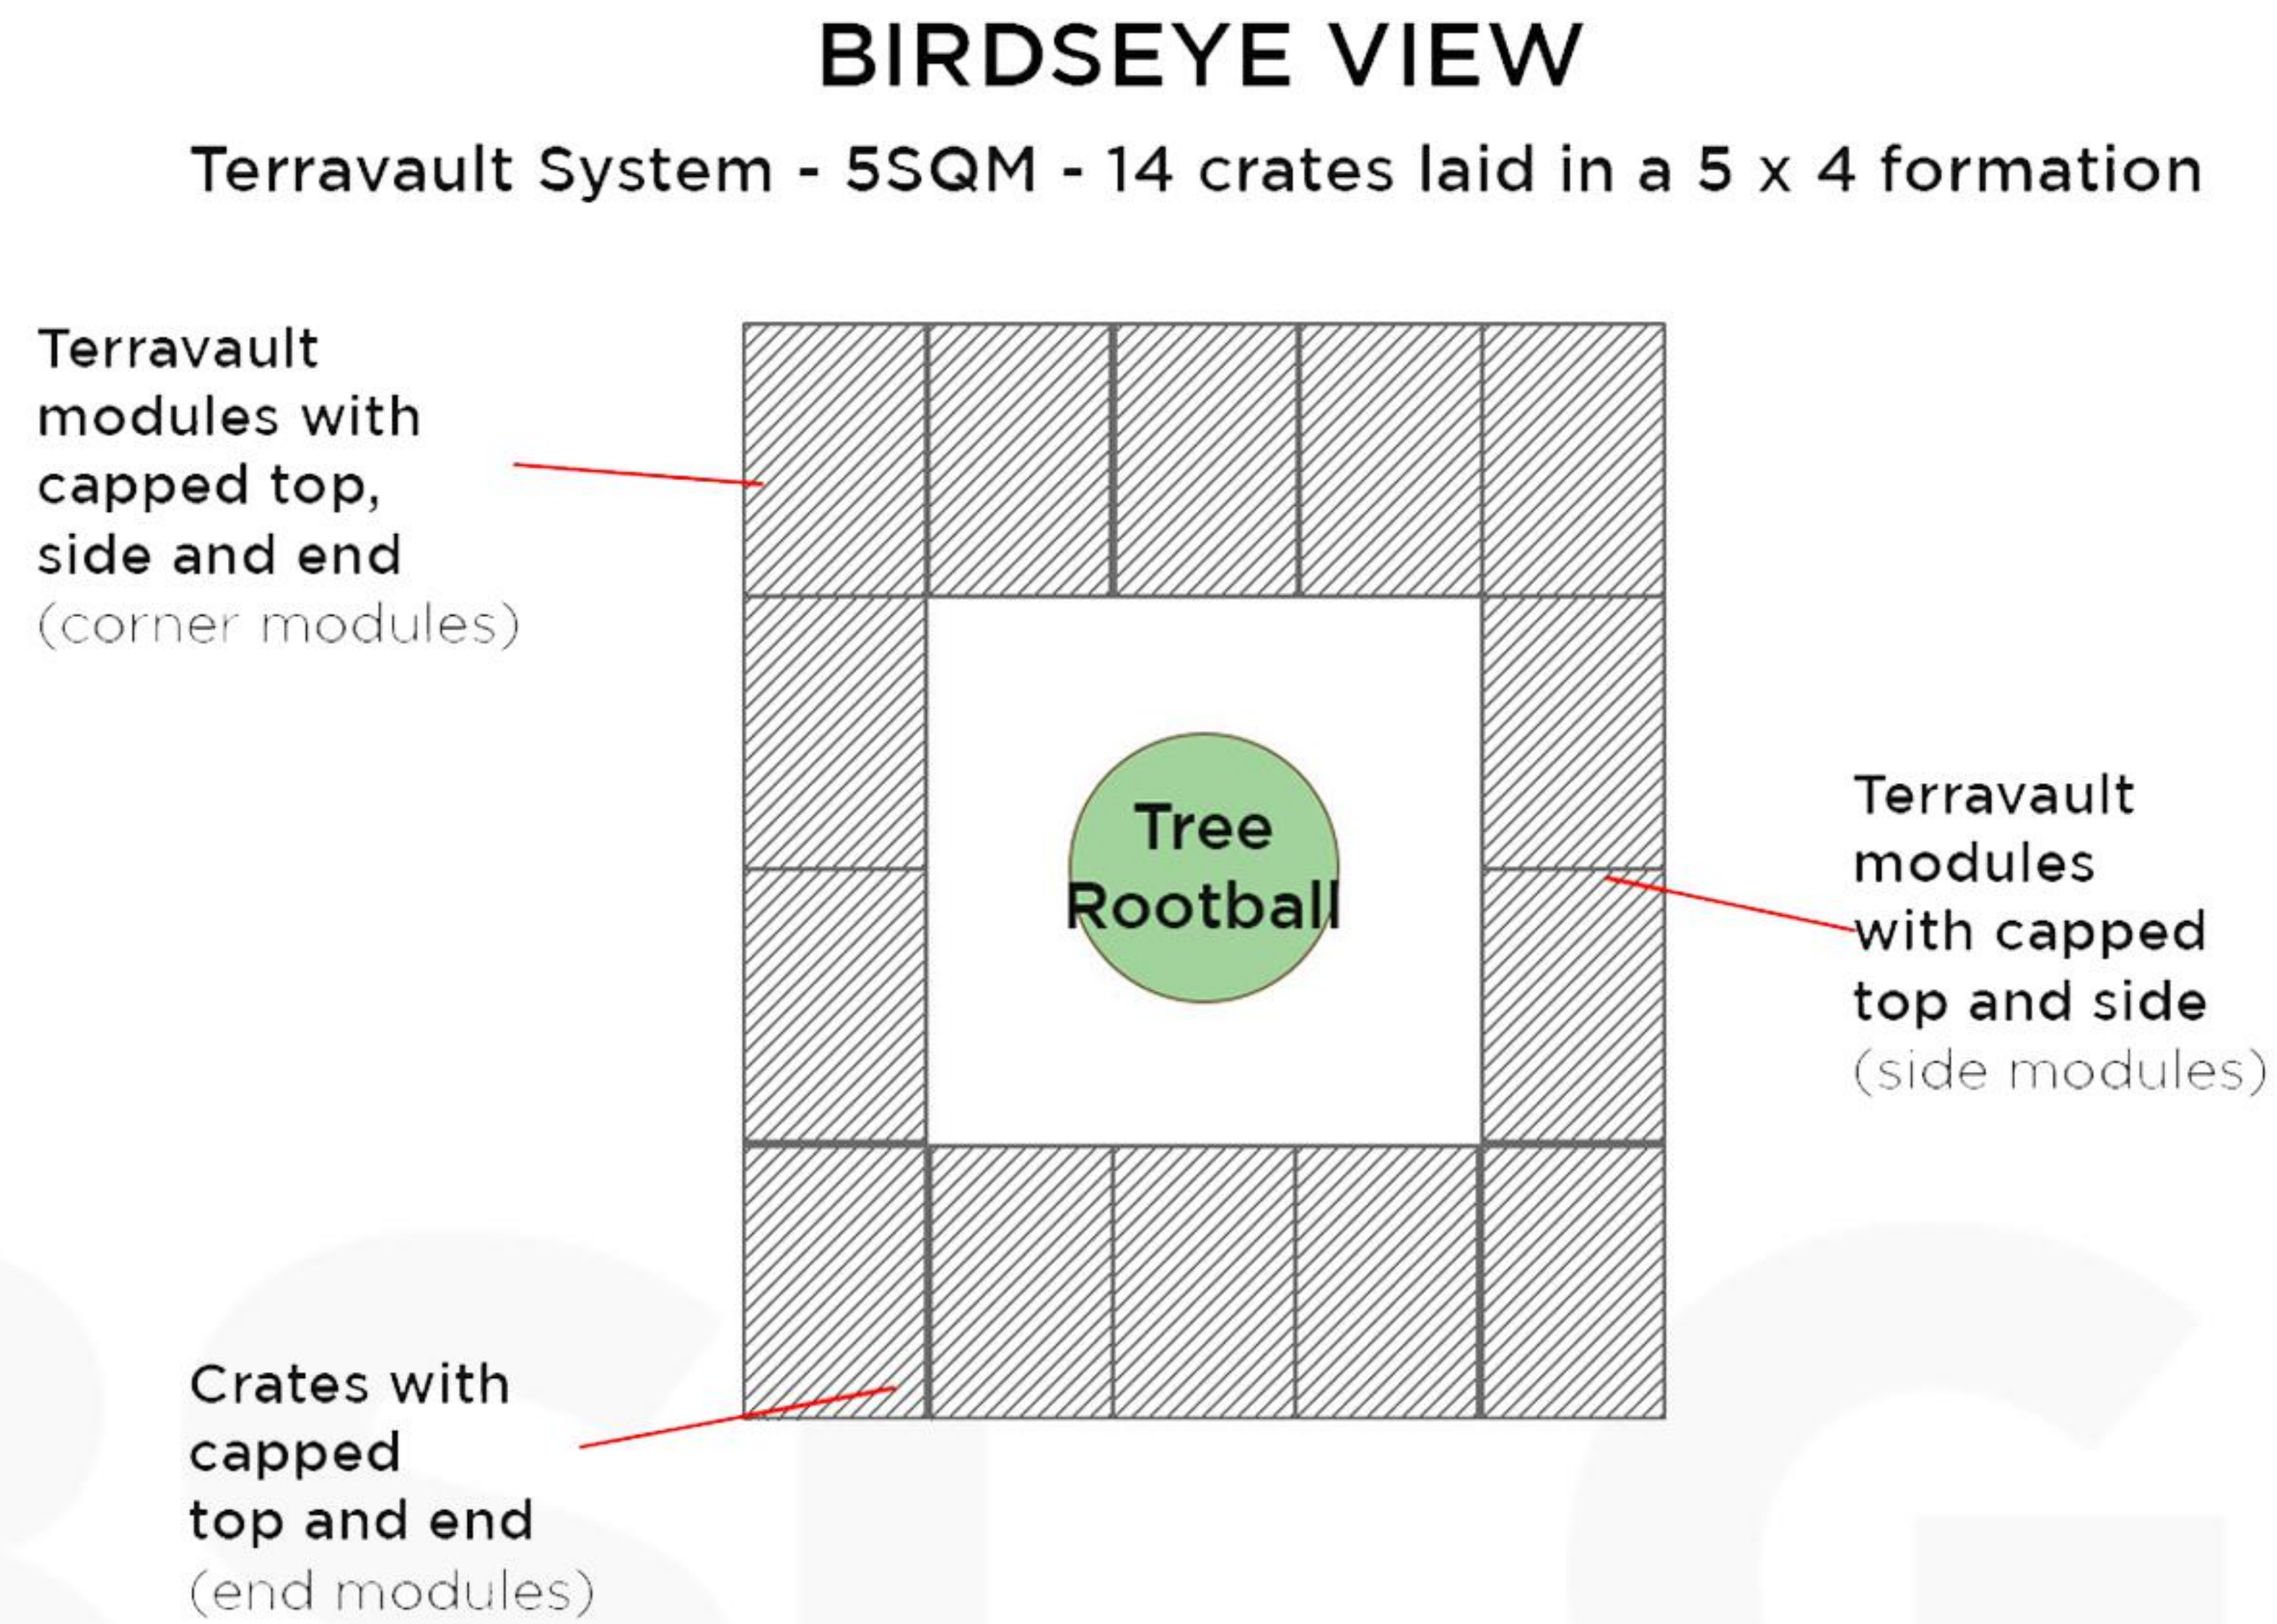 BIRDSEYE VIEW
Terravault System - 5SQM - 14 crates laid in a 5 x 4 formation
Terravault
modules with
capped top,
side and end
(corner modules)
Tree
Rootball
Terravault
modules
with capped
top and side
(side modules)
Crates with
capped
top and end
(end modules)